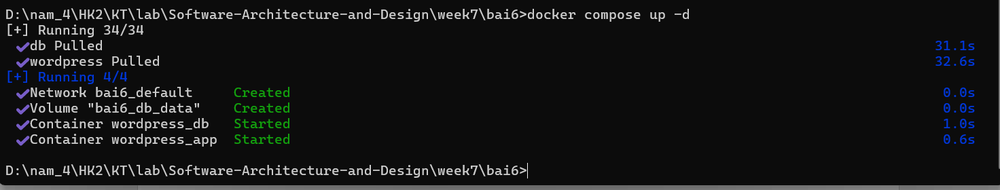 D:\nam_4\HK2\KT\lab\Software-Architecture-and-Design\week7\bai6>docker compose up -d
[+] Running 34/34
✔db Pulled 31.1s
✔wordpress Pulled 32.6s
[+] Running 4/4
✔Network bai6_default Created 0.0s
✔Volume "bai6_db_data" Created 0.0s
✔Container wordpress_db Started 1.0s
✔Container wordpress_app Started 0.6s
D:\nam_4\HK2\KT\lab\Software-Architecture-and-Design\week7\bai6>